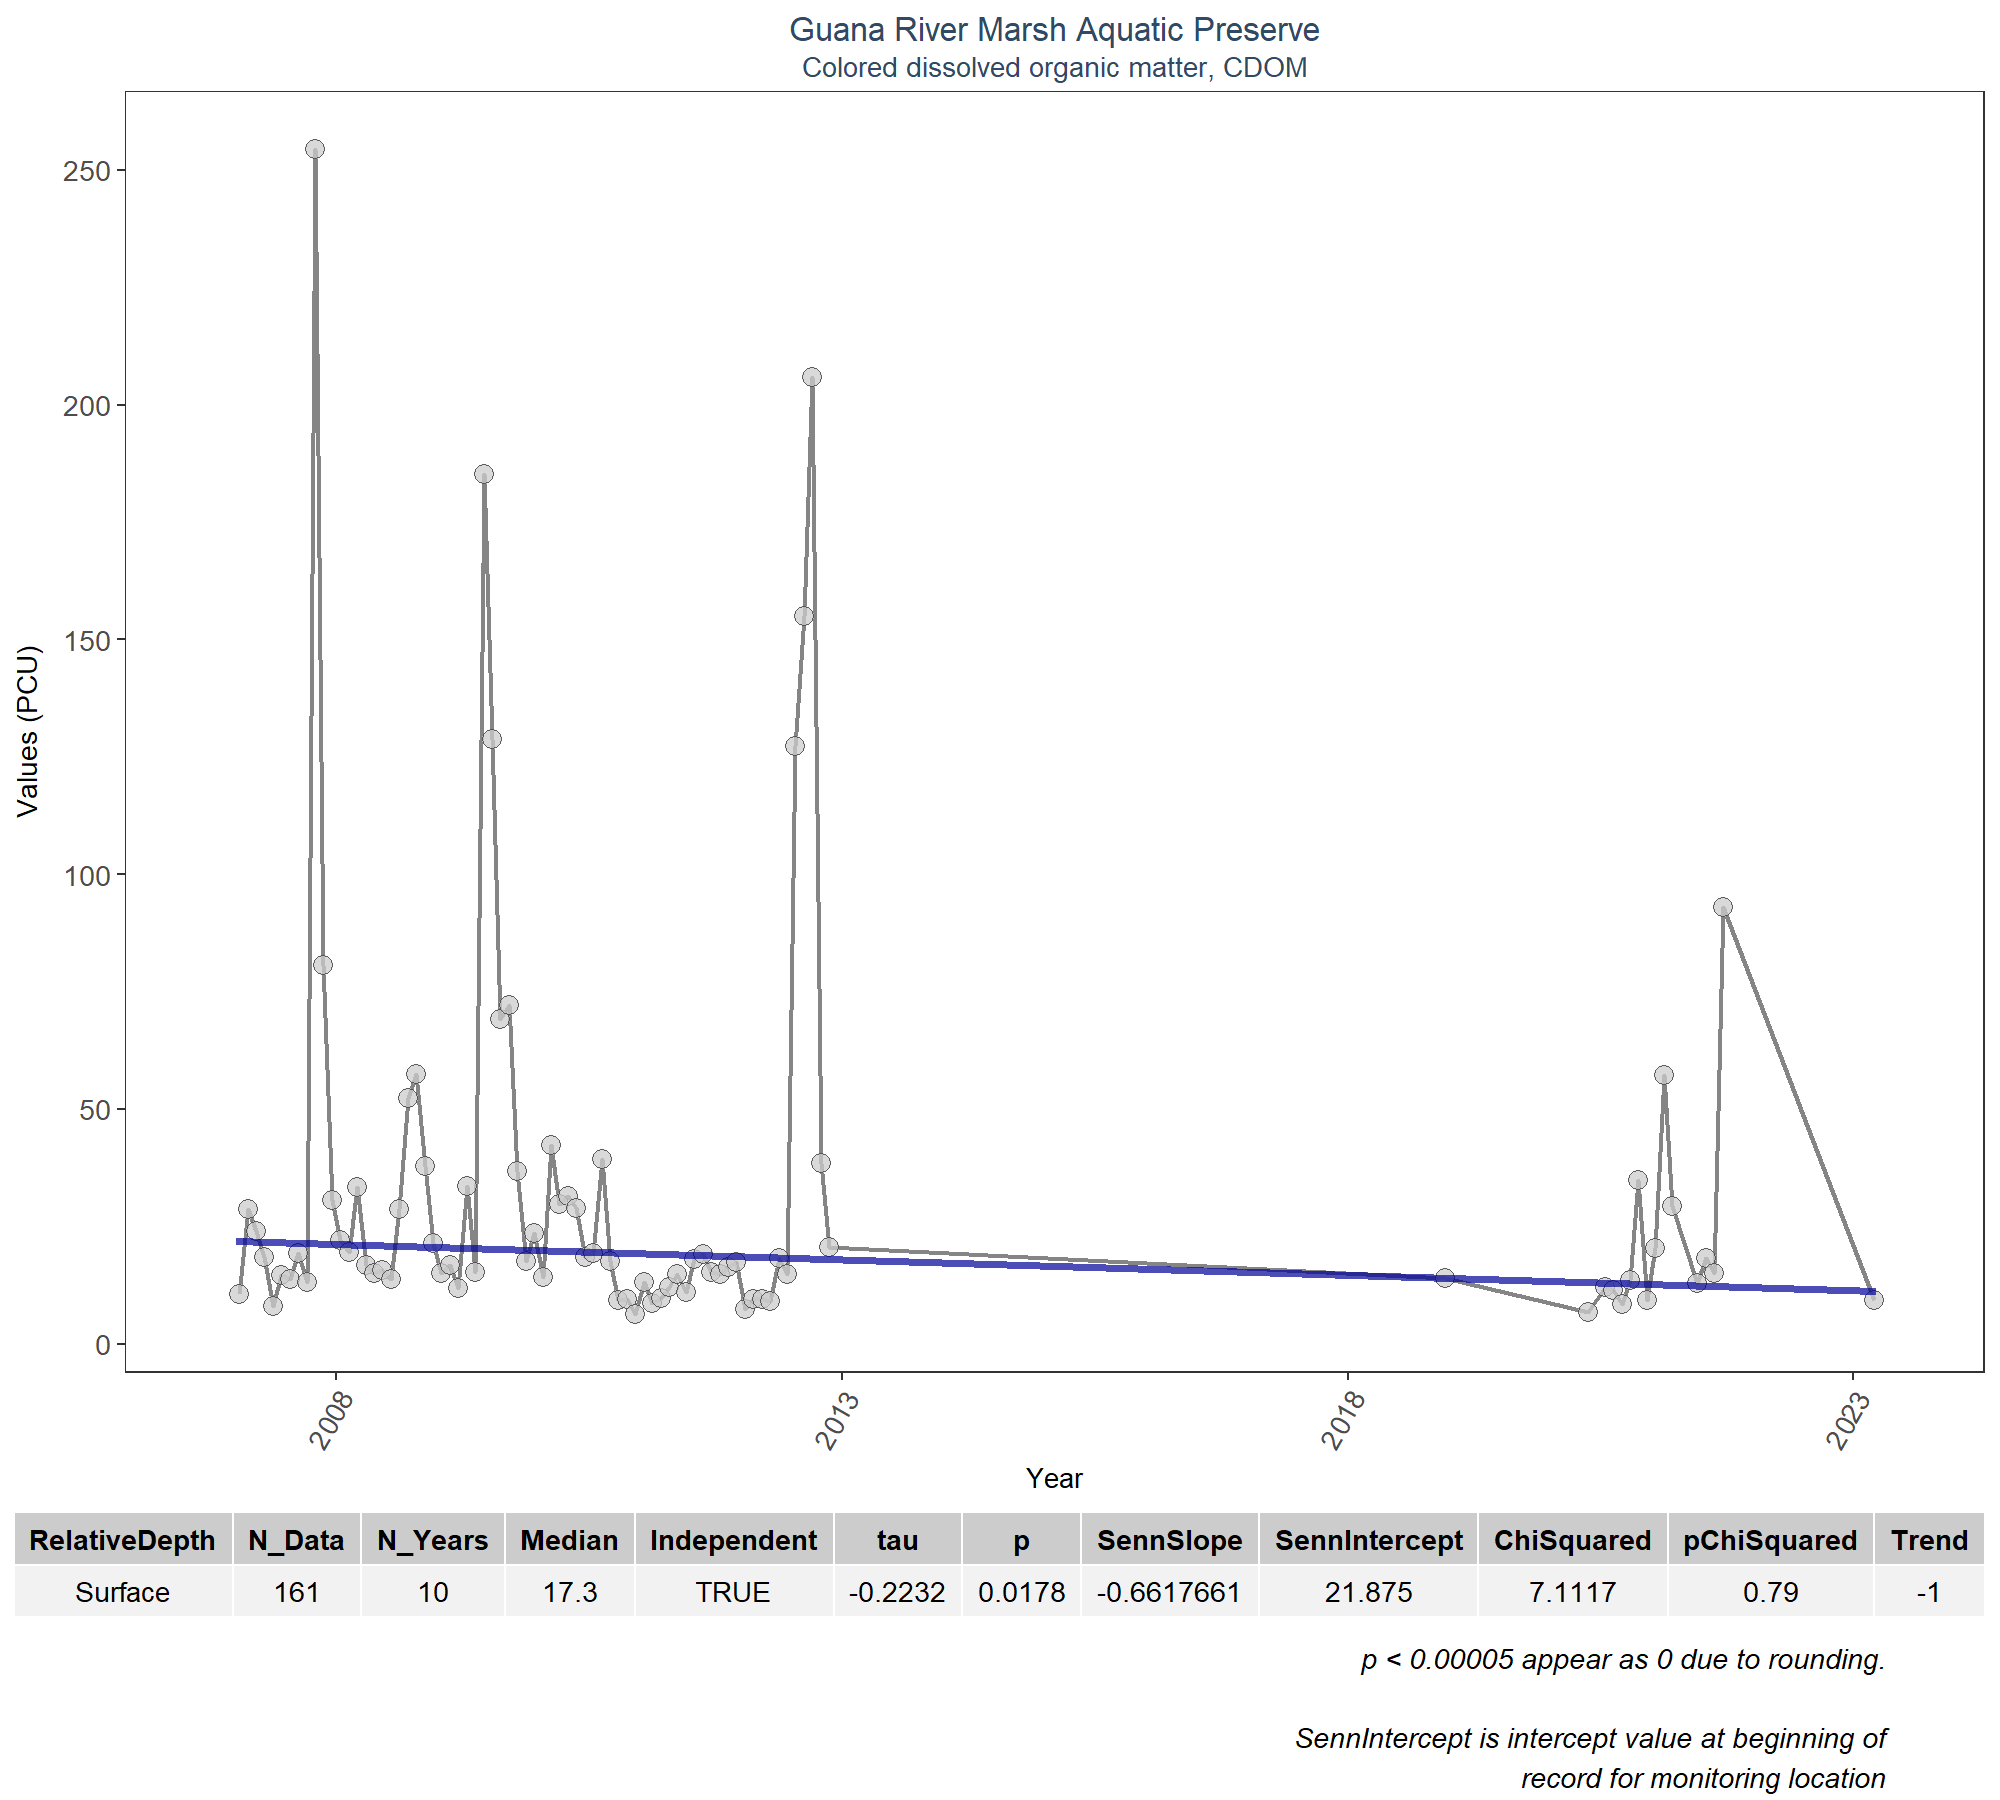 Guana River Marsh Aquatic Preserve
Colored dissolved organic matter, CDOM
250
200
150
100
50
0
Values (PCU)
2008
2013
2018
2023
Year
RelativeDepth N_Data N_Years Median Independent tau p SennSlope SennIntercept ChiSquared pChiSquared Trend
Surface 161 10 17.3 TRUE -0.2232 0.0178 -0.6617661 21.875 7.1117 0.79 -1
p < 0.00005 appear as 0 due to rounding.
SennIntercept is intercept value at beginning of
record for monitoring location